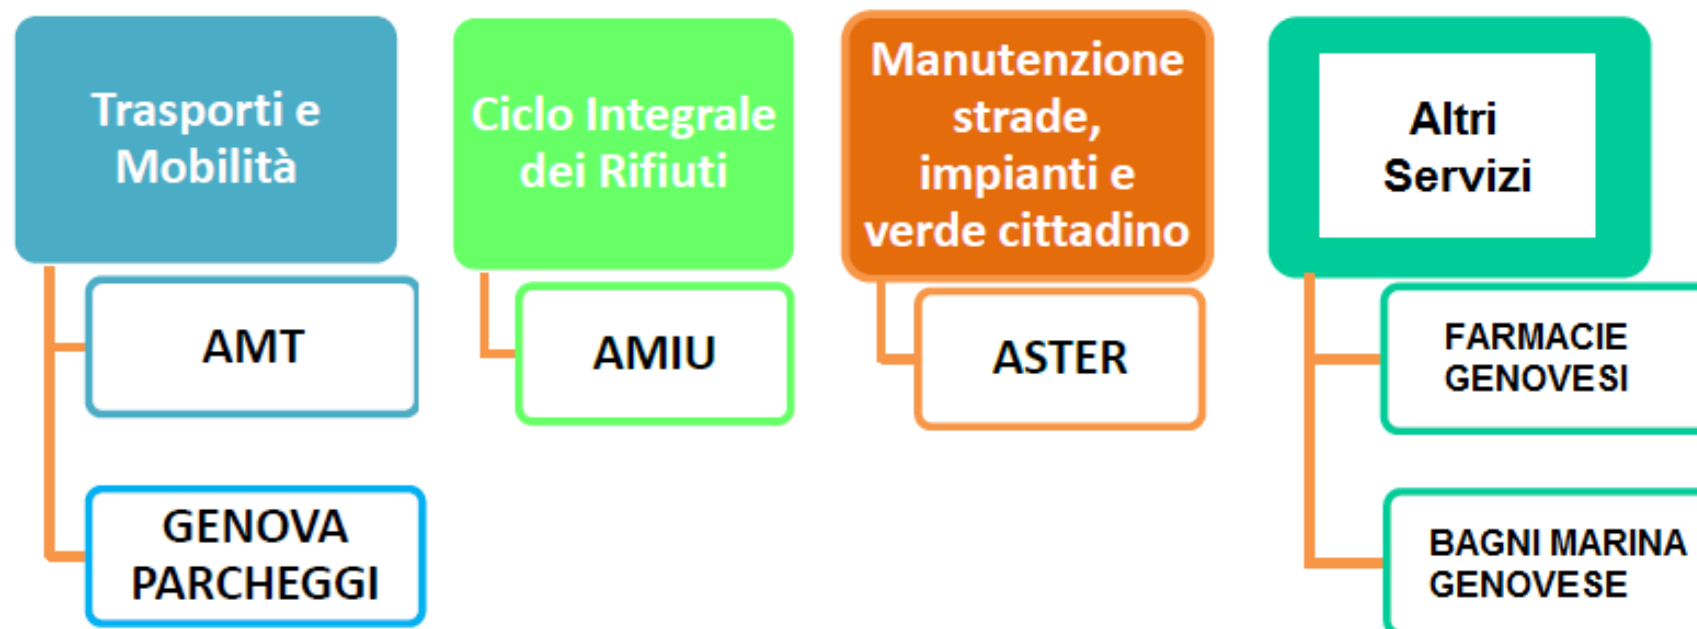 Trasporti e
Mobilità
AMT
GENOVA
PARCHEGGI
Ciclo Integrale
dei Rifiuti
AMIU
Manutenzione
strade,
impianti e
verde cittadino
ASTER
Altri
Servizi
FARMACIE
GENOVESI
BAGNI MARINA
GENOVESE